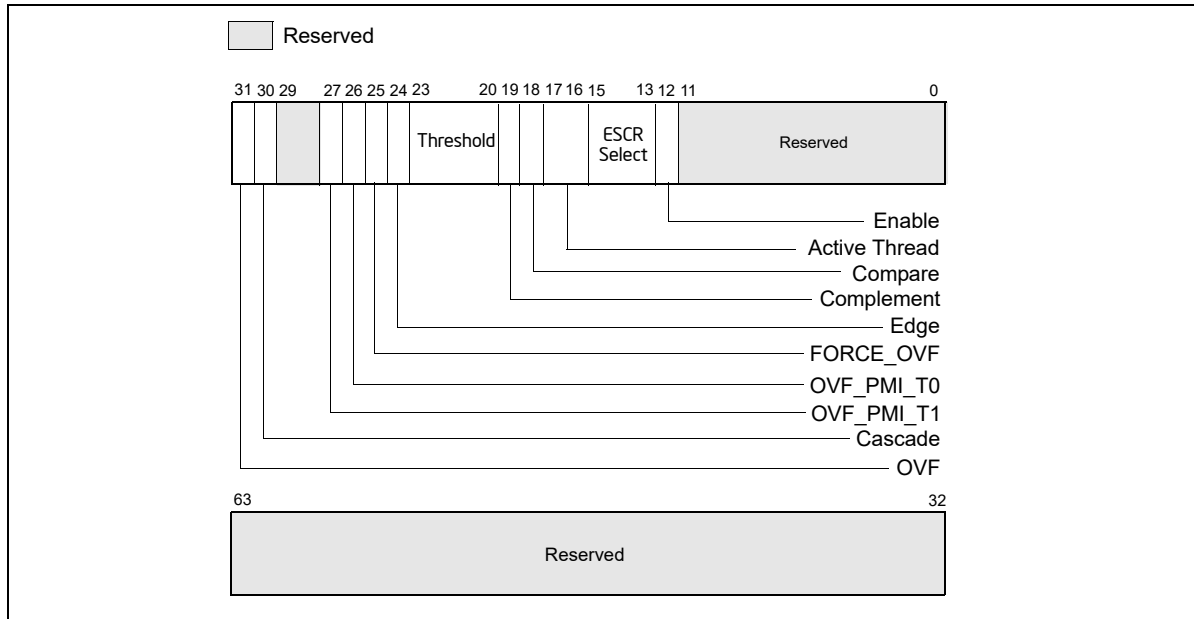 Reserved
31 30 29 27 26 25 24 23 20 19 18 17 16 15 13 12 11 0
Threshold
ESCR
Select
Reserved
Enable
Active Thread
Compare
Complement
Edge
FORCE_OVF
OVF_PMI_T0
OVF_PMI_T1
Cascade
OVF
63 32
Reserved